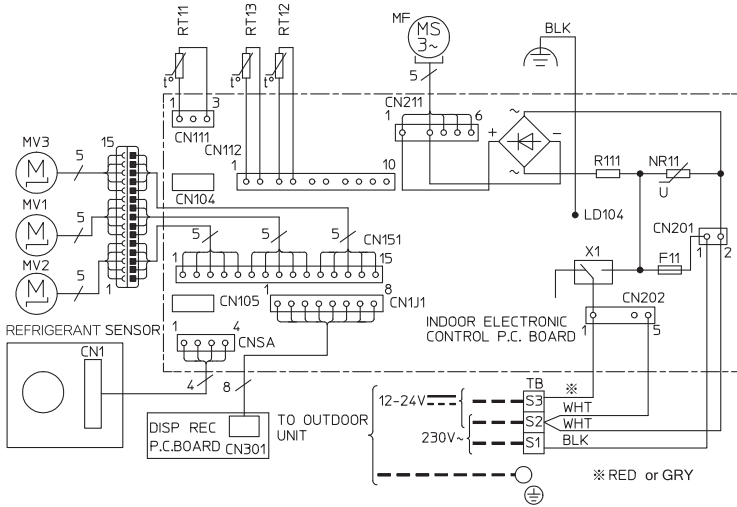 RT11
RT13
RT12
MF
MS
3~
BLK
t°
t°
t°
5
1
3
CN111
CN211
1
6
~
+
−
~
MV3
M
5
15
CN112
1
10
R111
NR11
U
CN104
MV1
M
5
LD104
CN201
1
2
5
5
5
CN151
1
15
X1
F11
MV2
M
5
1
CN105
1
8
CN1J1
CN202
1
5
REFRIGERANT SENSOR
CN1
1
4
CNSA
INDOOR ELECTRONIC
CONTROL P.C. BOARD
4
8
DISP REC
P.C.BOARD
CN301
TO OUTDOOR
UNIT
12-24V
230V~
TB
S3
S2
S1
※
WHT
WHT
BLK
※RED or GRY